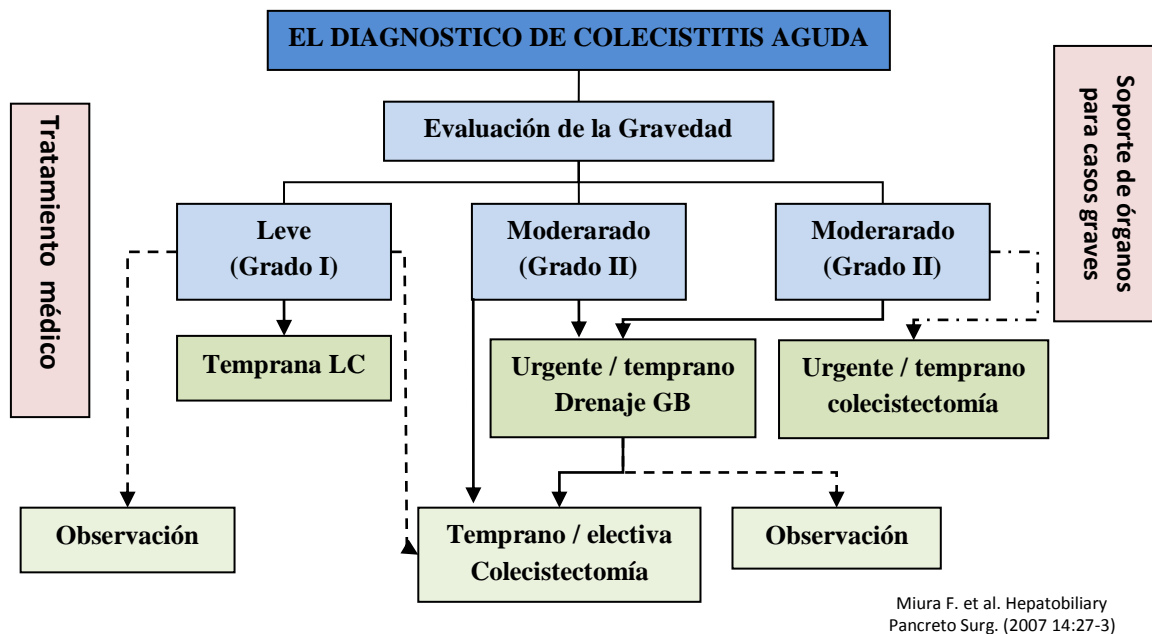 EL DIAGNOSTICO DE COLECISTITIS AGUDA
Soporte de órganos
para casos graves
Tratamiento médico
Evaluación de la Gravedad
Leve
(Grado I)
Moderarado
(Grado II)
Moderarado
(Grado II)
Temprana LC
Urgente / temprano
Drenaje GB
Urgente / temprano
colecistectomía
Observación
Temprano / electiva
Colecistectomía
Observación
Miura F. et al. Hepatobiliary
Pancreto Surg. (2007 14:27-3)